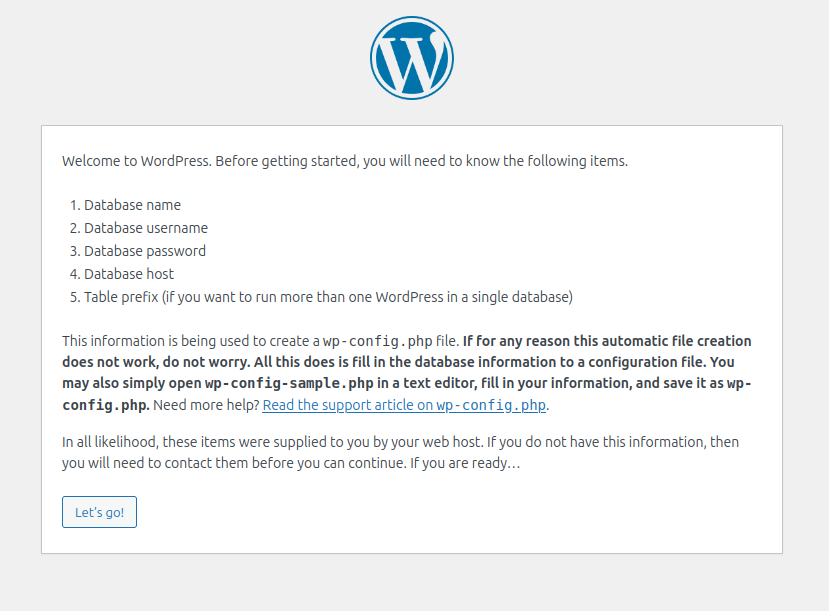 W
Welcome to WordPress. Before getting started, you will need to know the following items.
1. Database name
2. Database username
3. Database password
4. Database host
5. Table prefix (if you want to run more than one WordPress in a single database)
This information is being used to create a wp-config.php file. If for any reason this automatic file creation
does not work, do not worry. All this does is fill in the database information to a configuration file. You
may also simply open wp-config-sample.php in a text editor, fill in your information, and save it as wp-
config.php. Need more help? Read the support article on wp-config.php.
In all likelihood, these items were supplied to you by your web host. If you do not have this information, then
you will need to contact them before you can continue. If you are ready…
Let's go!